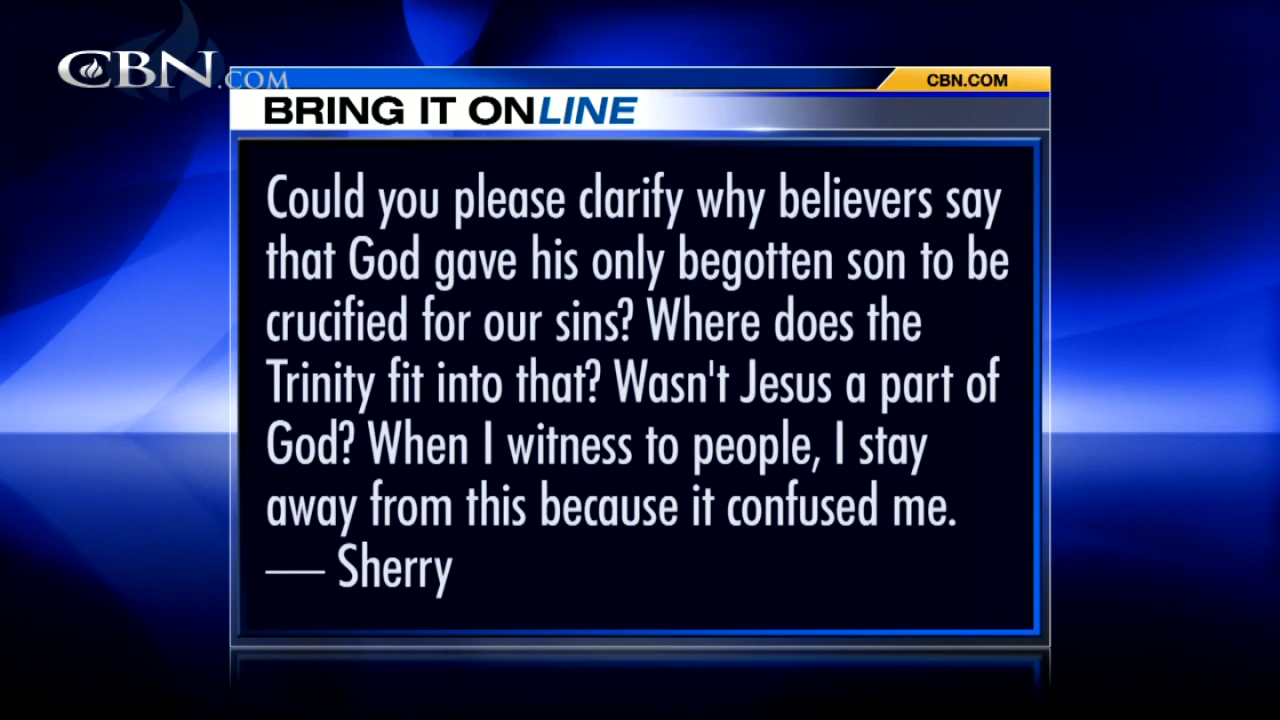 CBN.COM
CBN.COM
BRING IT ONLINE
Could you please clarify why believers say
that God gave his only begotten son to be
crucified for our sins? Where does the
Trinity fit into that? Wasn't Jesus a part of
God? When I witness to people, I stay
away from this because it confused me.
— Sherry